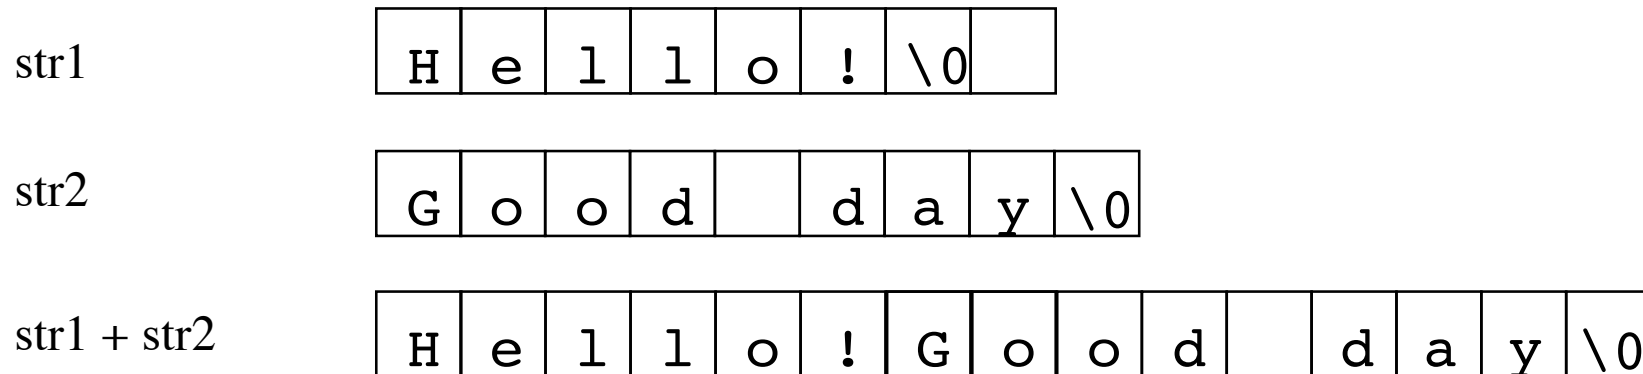 str1 H e l l o ! \0
str2 G o o d   d a y \0
str1 + str2 H e l l o ! G o o d   d a y \0